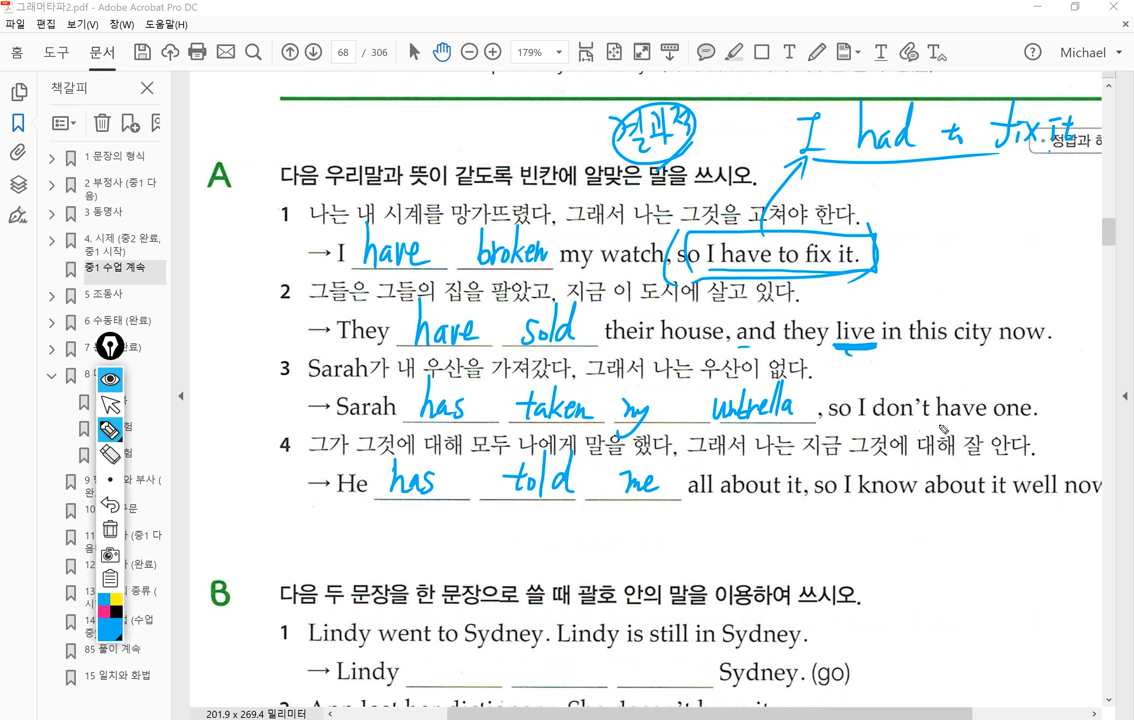 그래머타파2.pdf - Adobe Acrobat Pro DC
파일 편집 보기(V) 창(W) 도움말(H)
홈 도구 문서 68 / 306 179% Michael
책갈피
1 문장의 형식
2 부정사 (중1 다음)
3 동명사
4. 시제 (중2 완료, 중1 시작)
중1 수업 계속
5 조동사
6 수동태 (완료)
15 일치와 화법
85 풀이 계속
결과적 I had to fix it
정답과 해
A 다음 우리말과 뜻이 같도록 빈칸에 알맞은 말을 쓰시오.
1 나는 내 시계를 망가뜨렸다, 그래서 나는 그것을 고쳐야 한다.
→ I have broken my watch, so I have to fix it.
2 그들은 그들의 집을 팔았고, 지금 이 도시에 살고 있다.
→ They have sold their house, and they live in this city now.
3 Sarah가 내 우산을 가져갔다, 그래서 나는 우산이 없다.
→ Sarah has taken my umbrella, so I don't have one.
4 그가 그것에 대해 모두 나에게 말을 했다, 그래서 나는 지금 그것에 대해 잘 안다.
→ He has told me all about it, so I know about it well now
B 다음 두 문장을 한 문장으로 쓸 때 괄호 안의 말을 이용하여 쓰시오.
1 Lindy went to Sydney. Lindy is still in Sydney.
→ Lindy Sydney. (go)
201.9 x 269.4 밀리미터